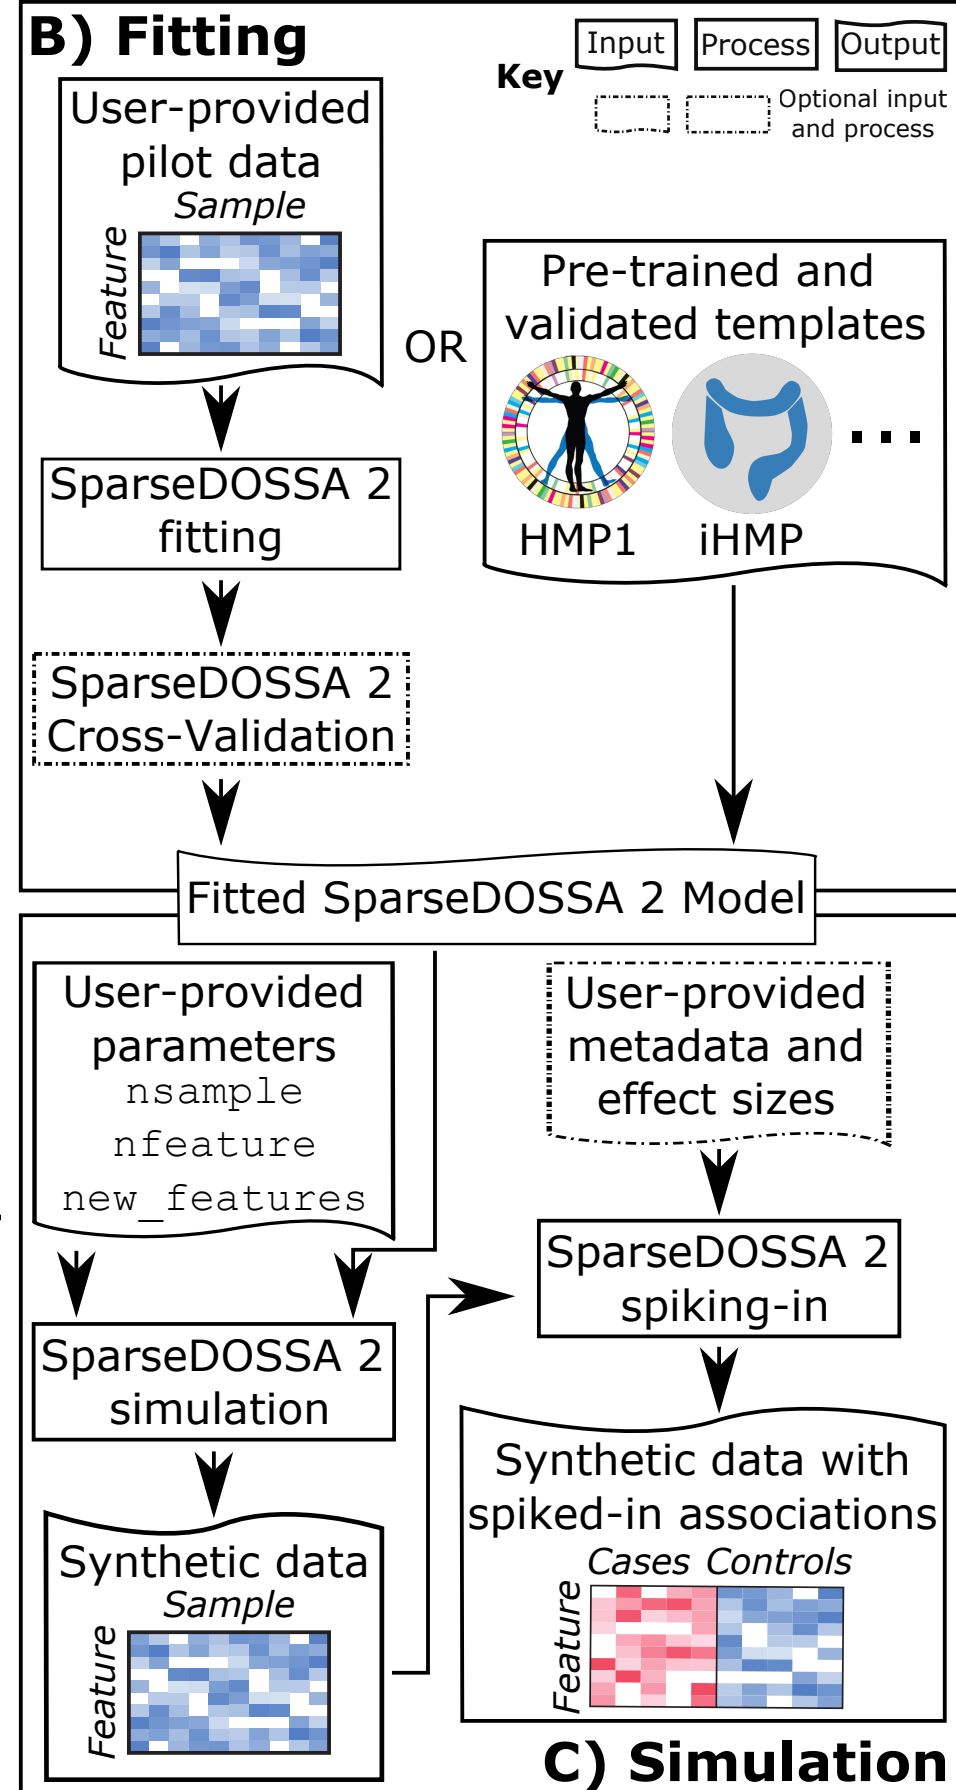 B) Fitting
Key
Input
Process
Output
Optional input
and process
User-provided
pilot data
Sample
Feature
OR
Pre-trained and
validated templates
HMP1
iHMP
...
SparseDOSSA 2
fitting
SparseDOSSA 2
Cross-Validation
Fitted SparseDOSSA 2 Model
User-provided
parameters
nsample
nfeature
new_features
User-provided
metadata and
effect sizes
SparseDOSSA 2
simulation
SparseDOSSA 2
spiking-in
Synthetic data
Sample
Feature
Synthetic data with
spiked-in associations
Cases Controls
Feature
C) Simulation